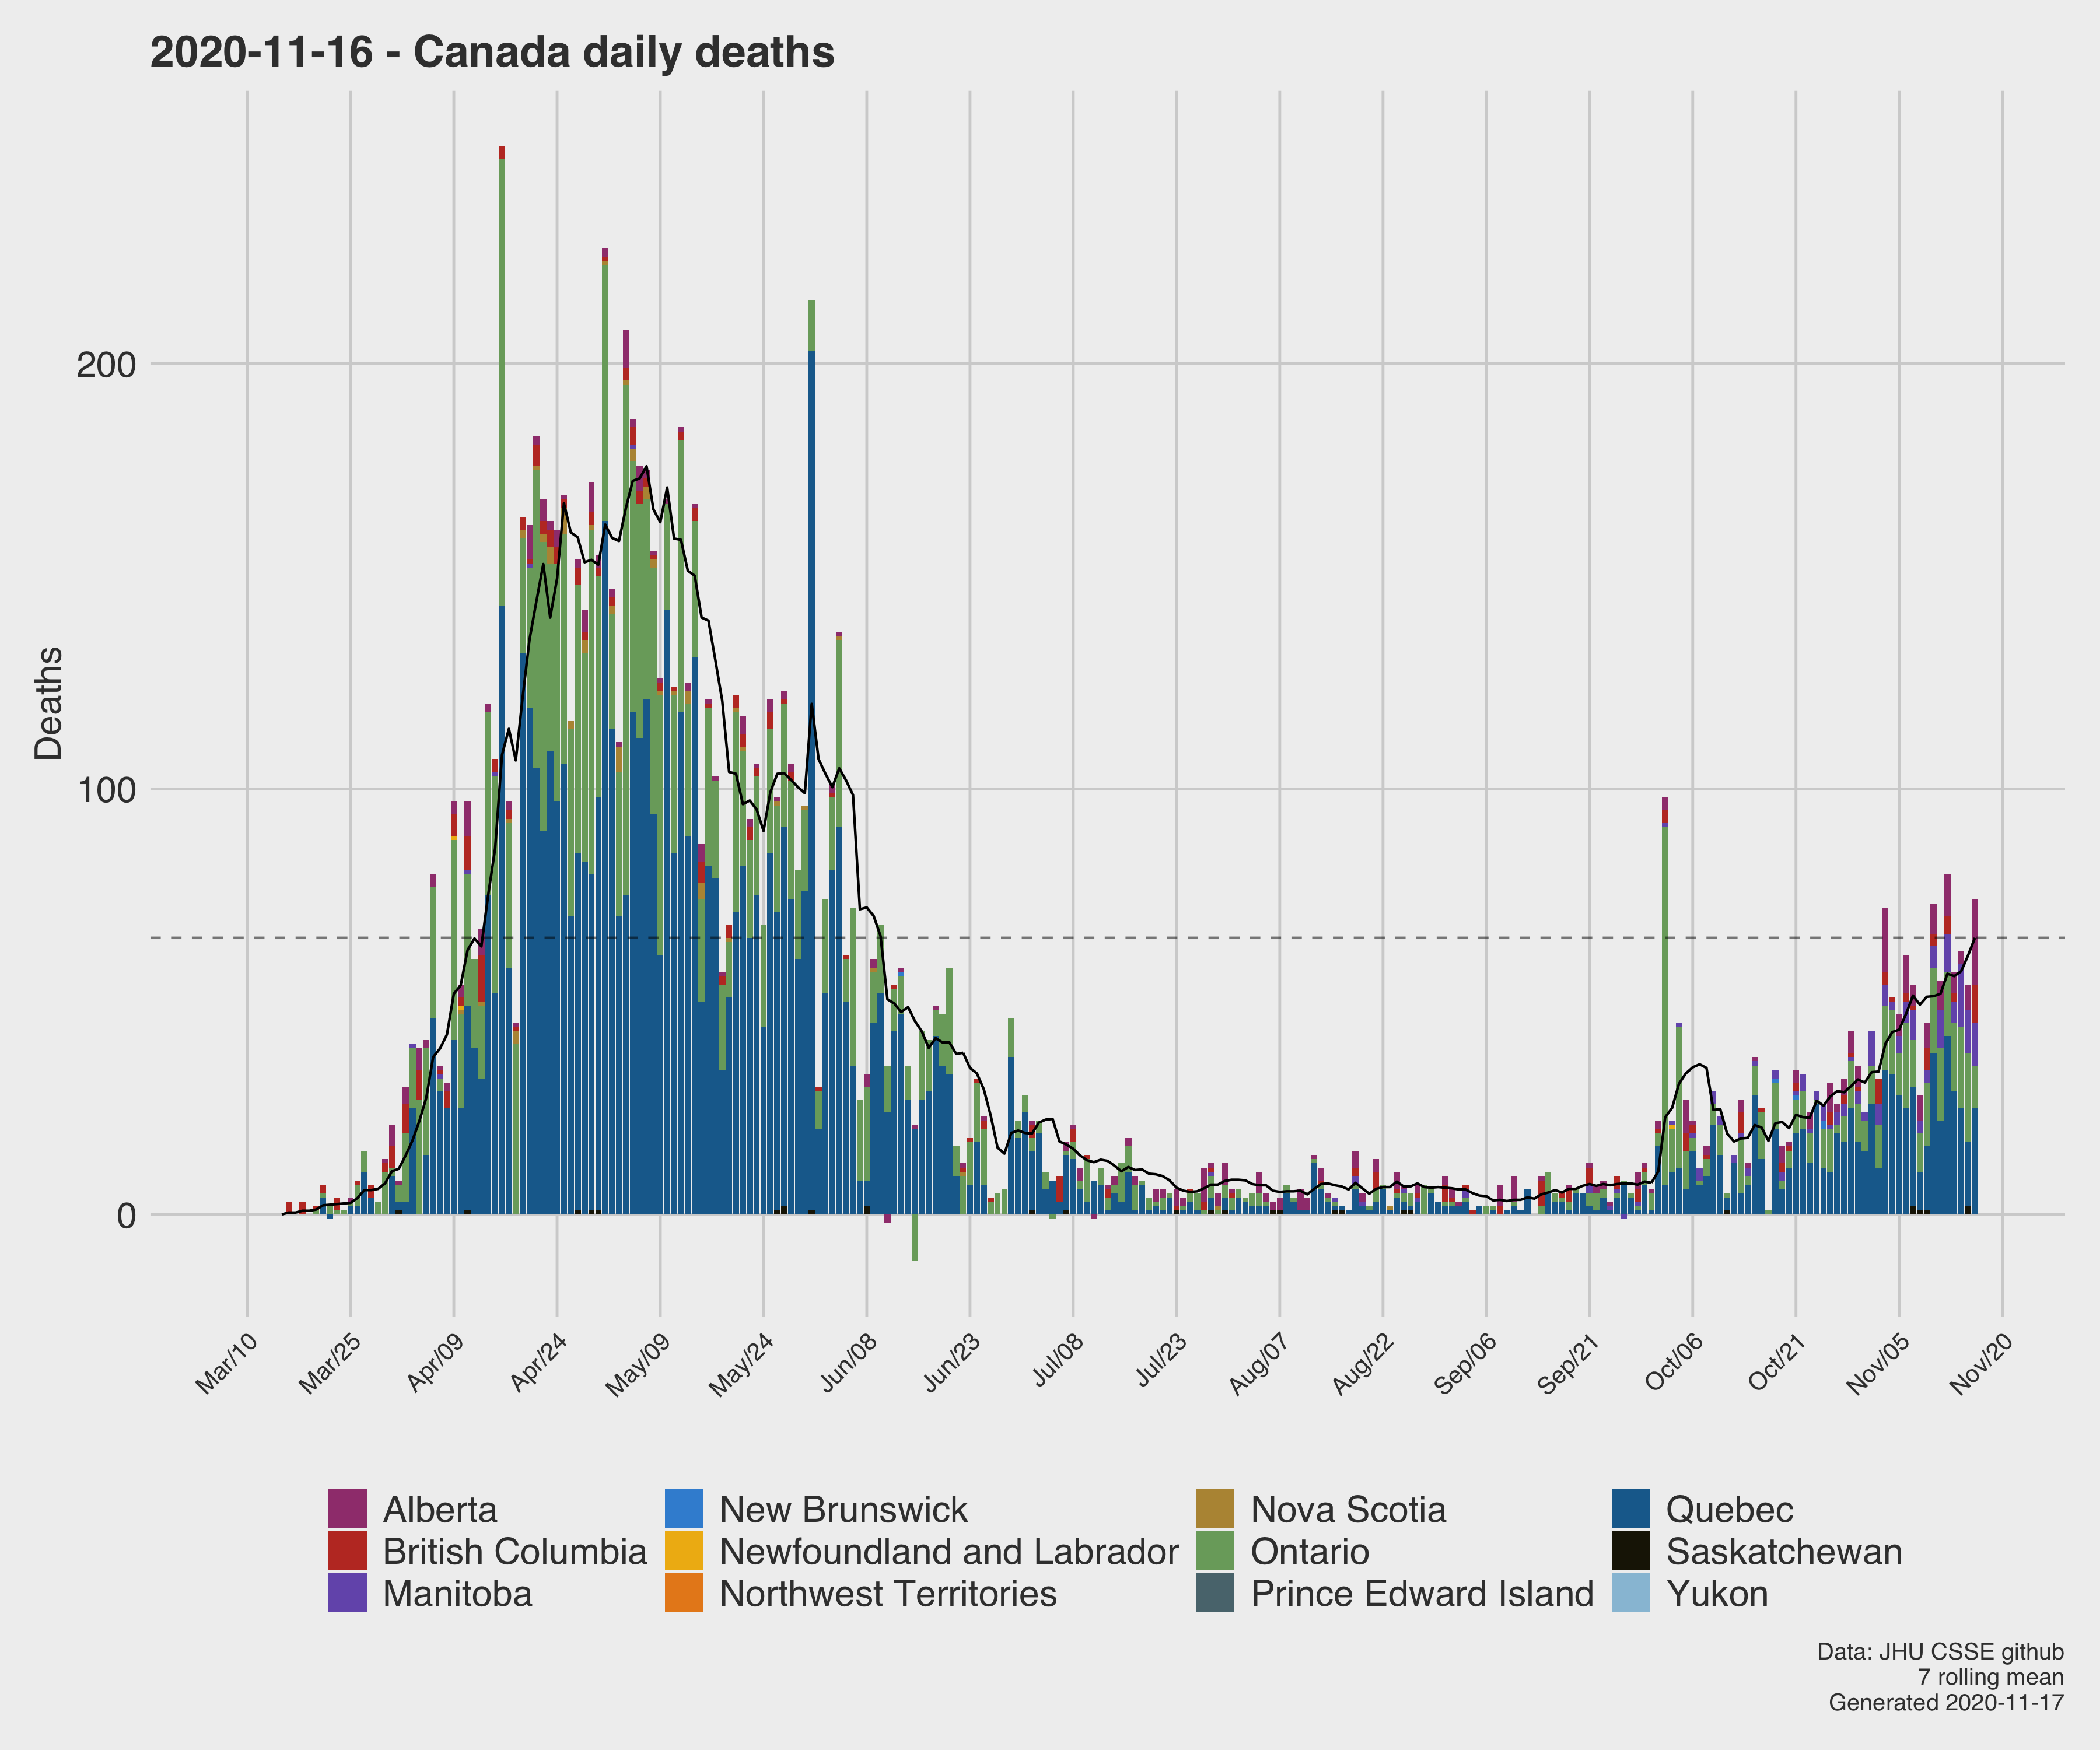 2020-11-16 - Canada daily deaths
Deaths
200
100
0
Mar/10
Mar/25
Apr/09
Apr/24
May/09
May/24
Jun/08
Jun/23
Jul/08
Jul/23
Aug/07
Aug/22
Sep/06
Sep/21
Oct/06
Oct/21
Nov/05
Nov/20
Alberta
British Columbia
Manitoba
New Brunswick
Newfoundland and Labrador
Northwest Territories
Nova Scotia
Ontario
Prince Edward Island
Quebec
Saskatchewan
Yukon
Data: JHU CSSE github
7 rolling mean
Generated 2020-11-17